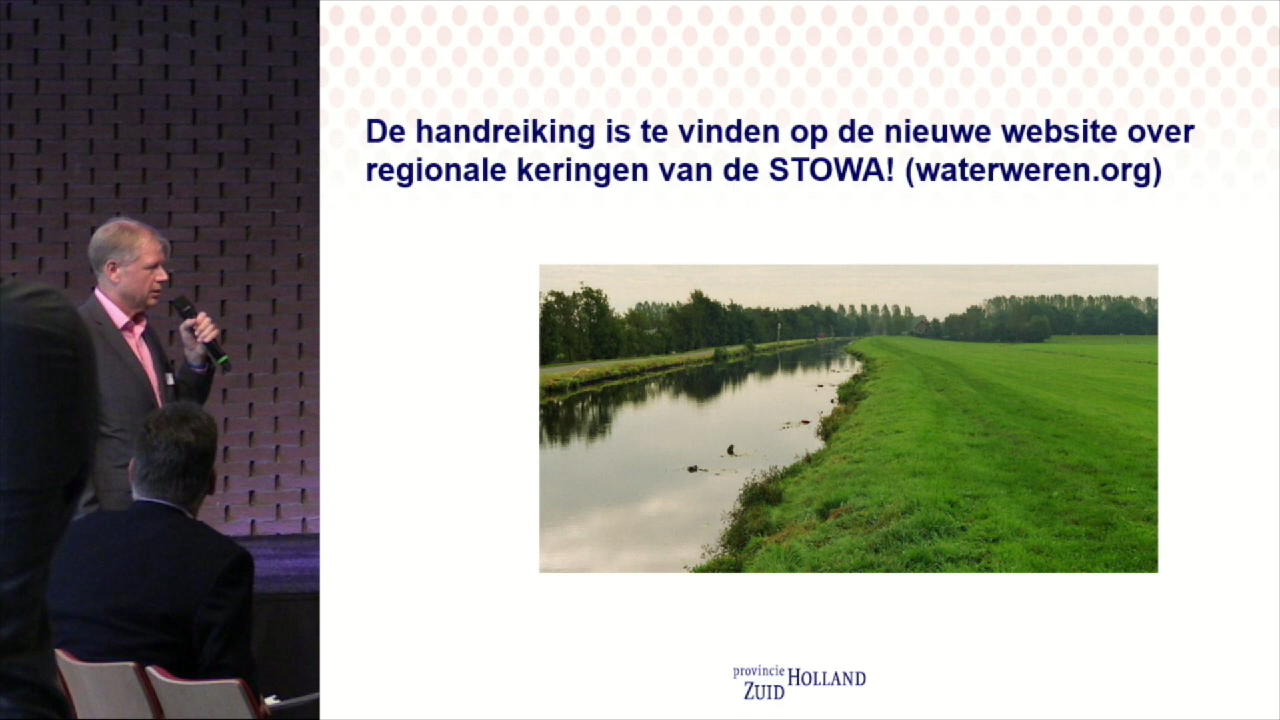 De handreiking is te vinden op de nieuwe website over
regionale keringen van de STOWA! (waterweren.org)
provincie HOLLAND
ZUID